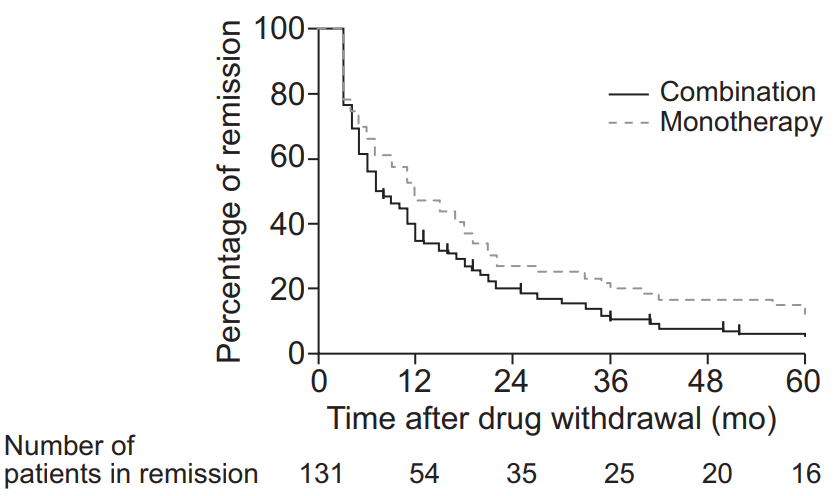 Percentage of remission
100
80
60
40
20
0
Combination
Monotherapy
0 12 24 36 48 60
Time after drug withdrawal (mo)
Number of
patients in remission 131 54 35 25 20 16